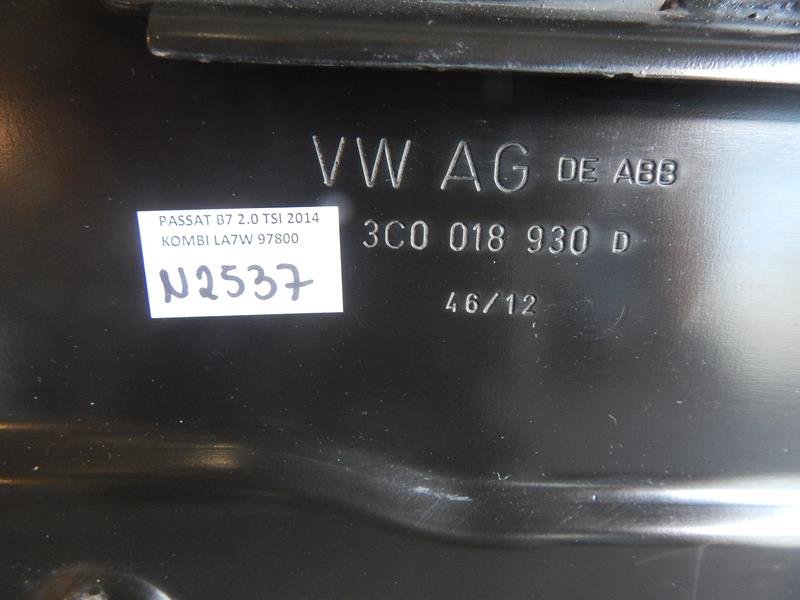 VW AG DE ABB
3C0 018 930 D
46/12
PASSAT B7 2.0 TSI 2014
KOMBI LA7W 97800
N2537